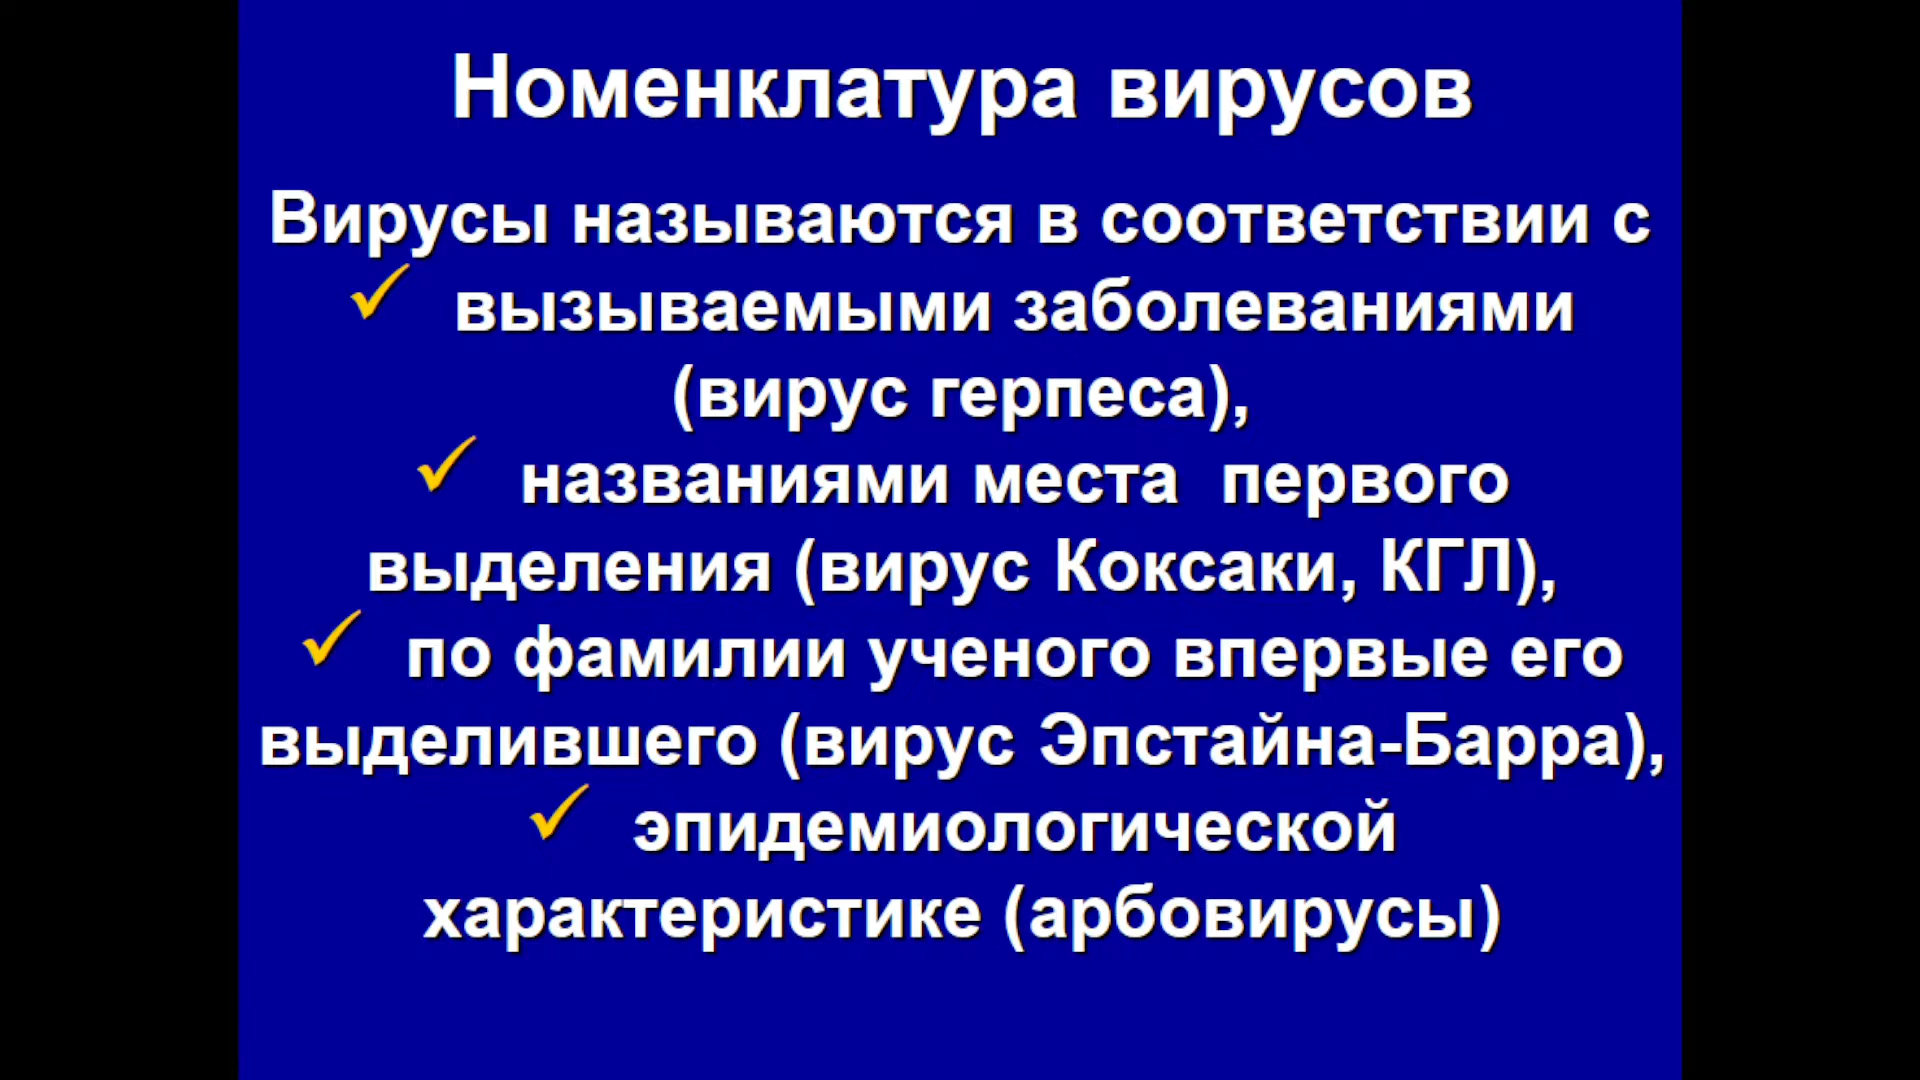 Номенклатура вирусов
Вирусы называются в соответствии с
✓ вызываемыми заболеваниями
(вирус герпеса),
✓ названиями места первого
выделения (вирус Коксаки, КГЛ),
✓ по фамилии ученого впервые его
выделившего (вирус Эпстайна-Барра),
✓ эпидемиологической
характеристике (арбовирусы)